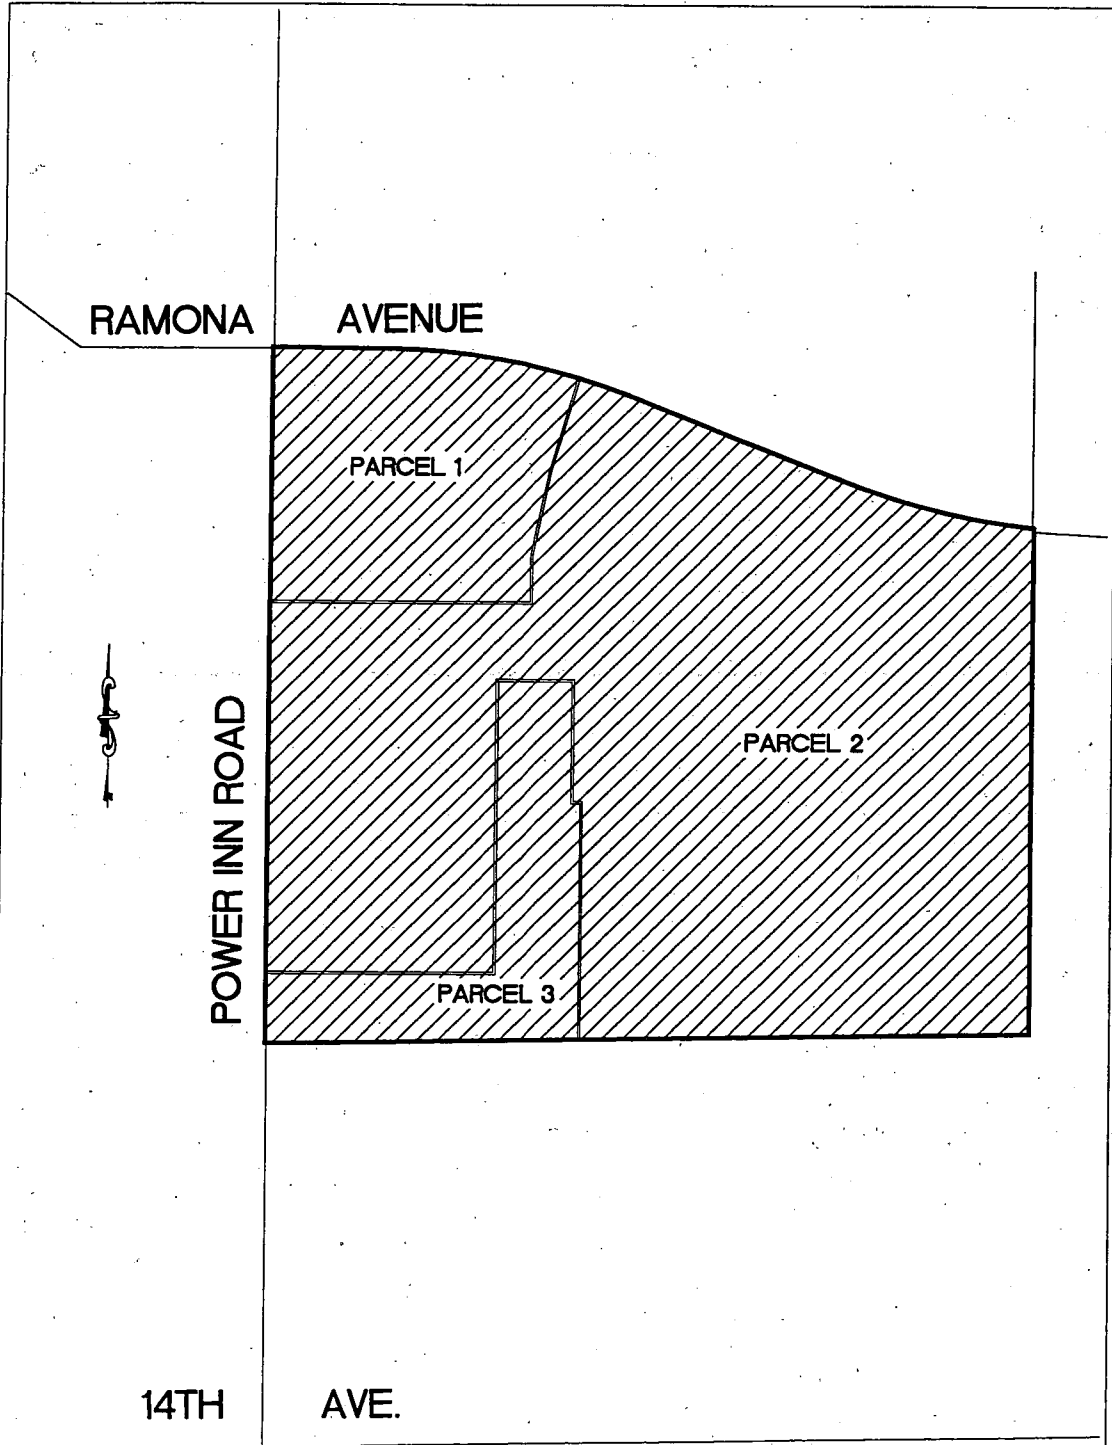 RAMONA AVENUE
PARCEL 1
POWER INN ROAD
PARCEL 2
PARCEL 3
14TH AVE.